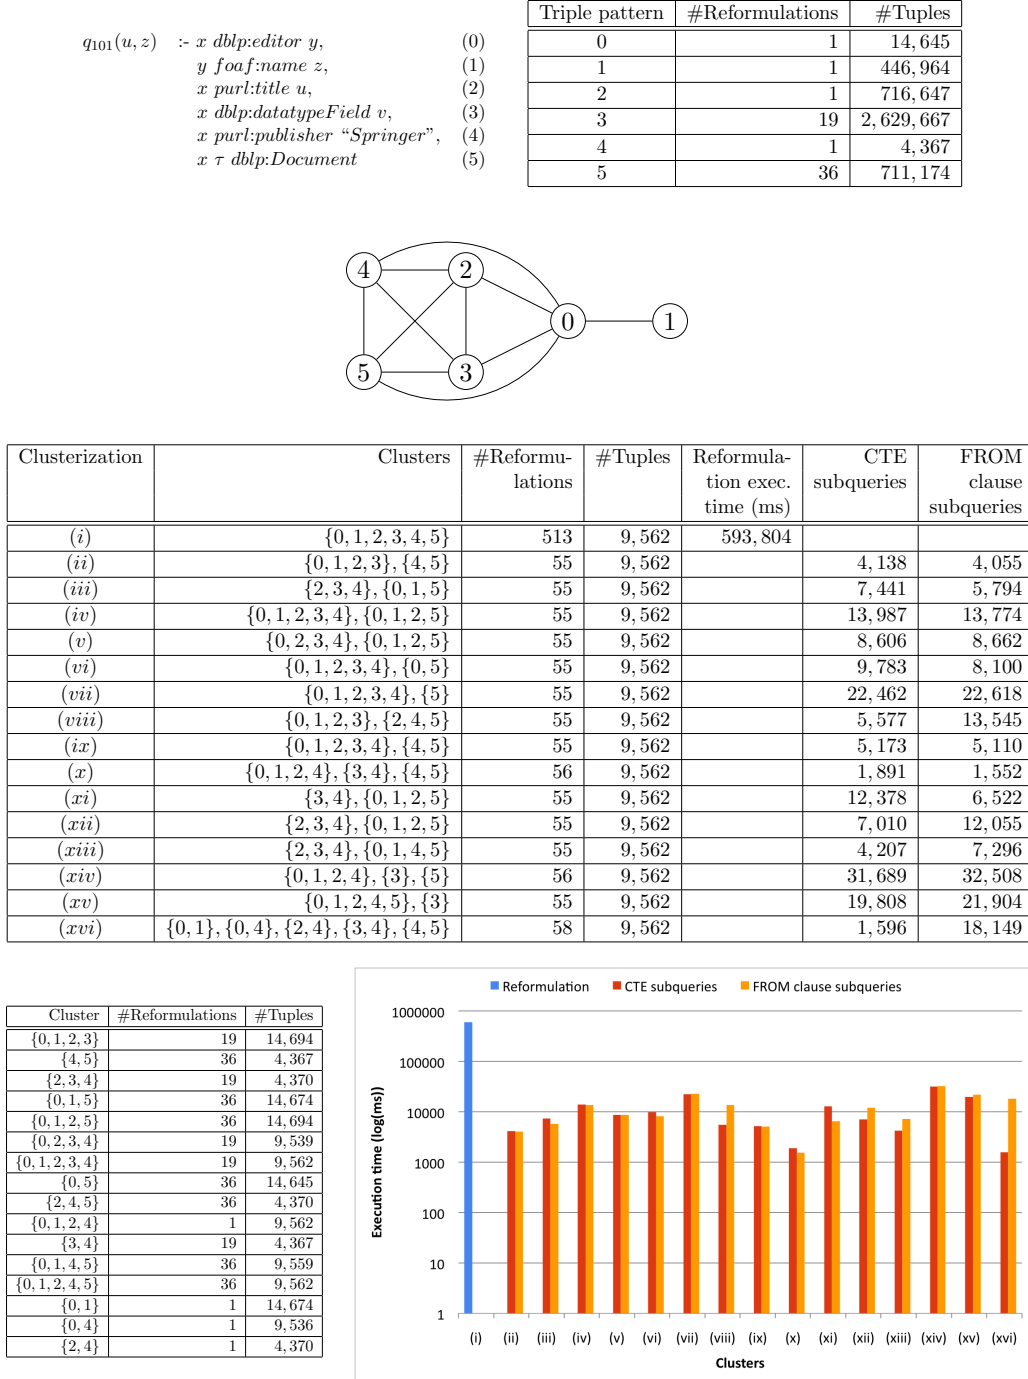 q101(u, z) :- x dblp:editor y, (0)
y foaf:name z, (1)
x purl:title u, (2)
x dblp:datatypeField v, (3)
x purl:publisher “Springer”, (4)
x τ dblp:Document (5)
Triple pattern #Reformulations #Tuples
0 1 14,645
1 1 446,964
2 1 716,647
3 19 2,629,667
4 1 4,367
5 36 711,174
4 2
0 1
5 3
Clusterization Clusters #Reformu- #Tuples Reformula- CTE FROM
lations tion exec. subqueries clause
time (ms) subqueries
(i) {0, 1, 2, 3, 4, 5} 513 9,562 593,804
(ii) {0, 1, 2, 3}, {4, 5} 55 9,562 4,138 4,055
(iii) {2, 3, 4}, {0, 1, 5} 55 9,562 7,441 5,794
(iv) {0, 1, 2, 3, 4}, {0, 1, 2, 5} 55 9,562 13,987 13,774
(v) {0, 2, 3, 4}, {0, 1, 2, 5} 55 9,562 8,606 8,662
(vi) {0, 1, 2, 3, 4}, {0, 5} 55 9,562 9,783 8,100
(vii) {0, 1, 2, 3, 4}, {5} 55 9,562 22,462 22,618
(viii) {0, 1, 2, 3}, {2, 4, 5} 55 9,562 5,577 13,545
(ix) {0, 1, 2, 3, 4}, {4, 5} 55 9,562 5,173 5,110
(x) {0, 1, 2, 4}, {3, 4}, {4, 5} 56 9,562 1,891 1,552
(xi) {3, 4}, {0, 1, 2, 5} 55 9,562 12,378 6,522
(xii) {2, 3, 4}, {0, 1, 2, 5} 55 9,562 7,010 12,055
(xiii) {2, 3, 4}, {0, 1, 4, 5} 55 9,562 4,207 7,296
(xiv) {0, 1, 2, 4}, {3}, {5} 56 9,562 31,689 32,508
(xv) {0, 1, 2, 4, 5}, {3} 55 9,562 19,808 21,904
(xvi) {0, 1}, {0, 4}, {2, 4}, {3, 4}, {4, 5} 58 9,562 1,596 18,149
Cluster #Reformulations #Tuples
{0, 1, 2, 3} 19 14,694
{4, 5} 36 4,367
{2, 3, 4} 19 4,370
{0, 1, 5} 36 14,674
{0, 1, 2, 5} 36 14,694
{0, 2, 3, 4} 19 9,539
{0, 1, 2, 3, 4} 19 9,562
{0, 5} 36 14,645
{2, 4, 5} 36 4,370
{0, 1, 2, 4} 1 9,562
{3, 4} 19 4,367
{0, 1, 4, 5} 36 9,559
{0, 1, 2, 4, 5} 36 9,562
{0, 1} 1 14,674
{0, 4} 1 9,536
{2, 4} 1 4,370
Reformulation CTE subqueries FROM clause subqueries
Execution time (log(ms))
1000000
100000
10000
1000
100
10
1
(i) (ii) (iii) (iv) (v) (vi) (vii) (viii) (ix) (x) (xi) (xii) (xiii) (xiv) (xv) (xvi)
Clusters